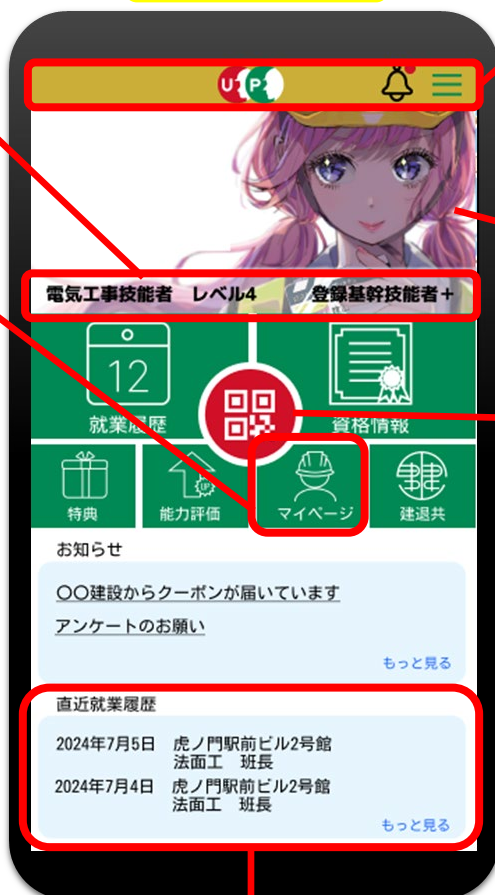 U P
電気工事技能者 レベル4 登録基幹技能者+
12
就業履歴 資格情報
UP
特典 能力評価 マイページ 建退共
お知らせ
〇〇建設からクーポンが届いています
アンケートのお願い
もっと見る
直近就業履歴
2024年7月5日 虎ノ門駅前ビル2号館
法面工 班長
2024年7月4日 虎ノ門駅前ビル2号館
法面工 班長
もっと見る